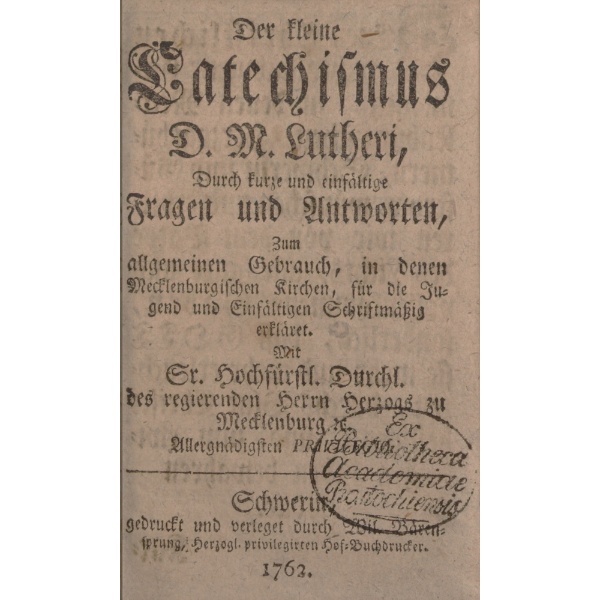 Der kleine
Catechismus
D. M. Lutheri,
Durch kurze und einfältige
Fragen und Antworten,
Zum
allgemeinen Gebrauch, in denen
Mecklenburgischen Kirchen, für die Ju-
gend und Einfältigen Schriftmäßig
erkläret.
Mit
Sr. Hochfürstl. Durchl.
des regierenden Herrn Herzogs zu
Mecklenburg ꝛc.
Allergnädigsten PRIVILEGIO.
Ex
Bibliotheca
Academiae
Rostochiensis
Schwerin,
gedruckt und verleget durch Wil. Bären-
sprung, Herzogl. privilegirten Hof-Buchdrucker.
1762.